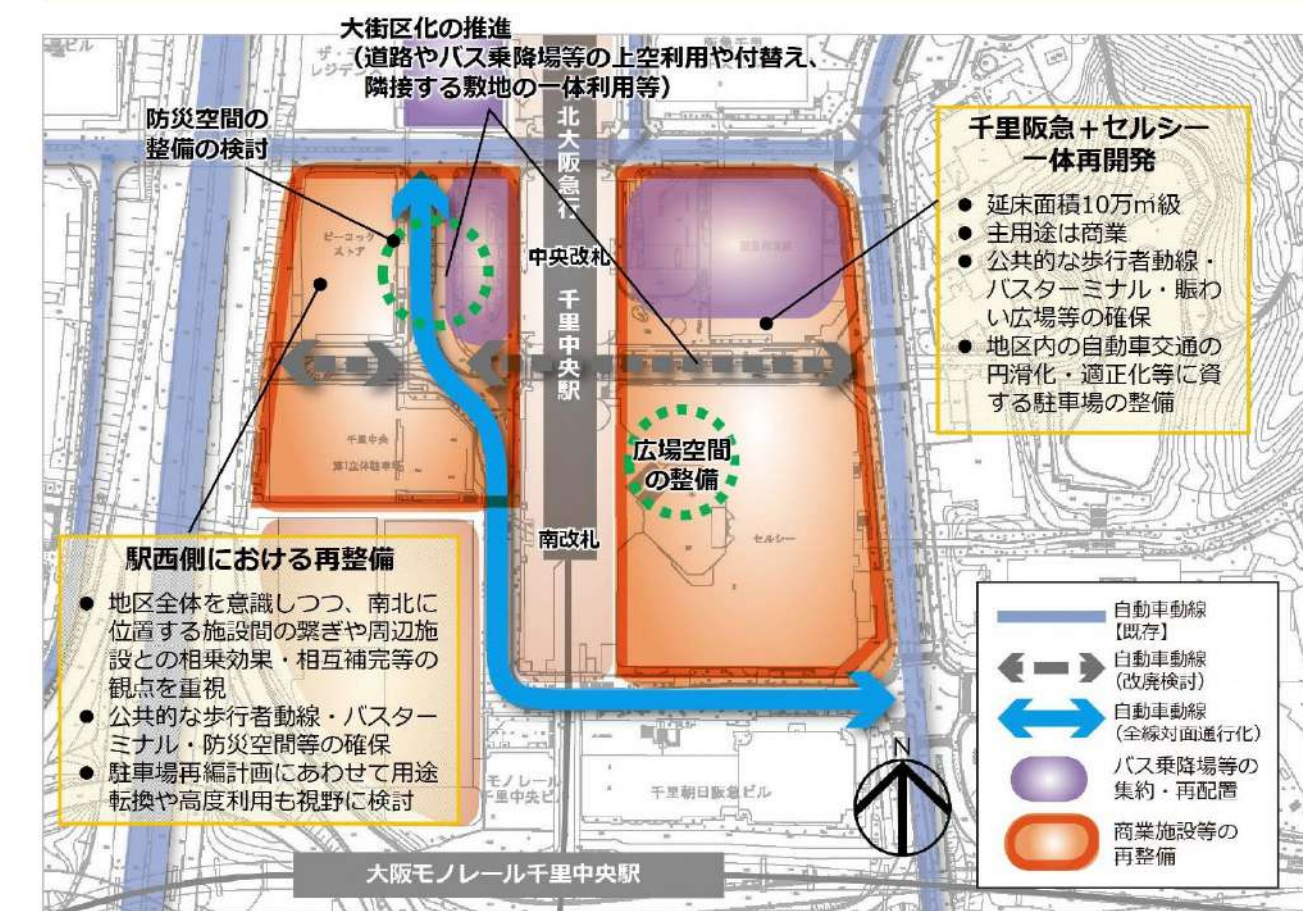 大街区化の推進
（道路やバス乗降場等の上空利用や付替え、
隣接する敷地の一体利用等）
防災空間の
整備の検討
北大阪急行
千里阪急＋セルシー
一体再開発
● 延床面積10万㎡級
● 主用途は商業
● 公共的な歩行者動線・
バスターミナル・賑わ
い広場等の確保
● 地区内の自動車交通の
円滑化・適正化等に資
する駐車場の整備
ピーコック
ストア
中央改札
千里中央駅
千里中央
第1立体駐車場
広場空間
の整備
セルシー
南改札
駅西側における再整備
● 地区全体を意識しつつ、南北に
位置する施設間の繋ぎや周辺施
設との相乗効果・相互補完等の
観点を重視
● 公共的な歩行者動線・バスター
ミナル・防災空間等の確保
● 駐車場再編計画にあわせて用途
転換や高度利用も視野に検討
モノレール
千里中央ビ
千里朝日阪急ビル
N
自動車動線
【既存】
自動車動線
（改廃検討）
自動車動線
（全線対面通行化）
バス乗降場等の
集約・再配置
商業施設等の
再整備
大阪モノレール千里中央駅